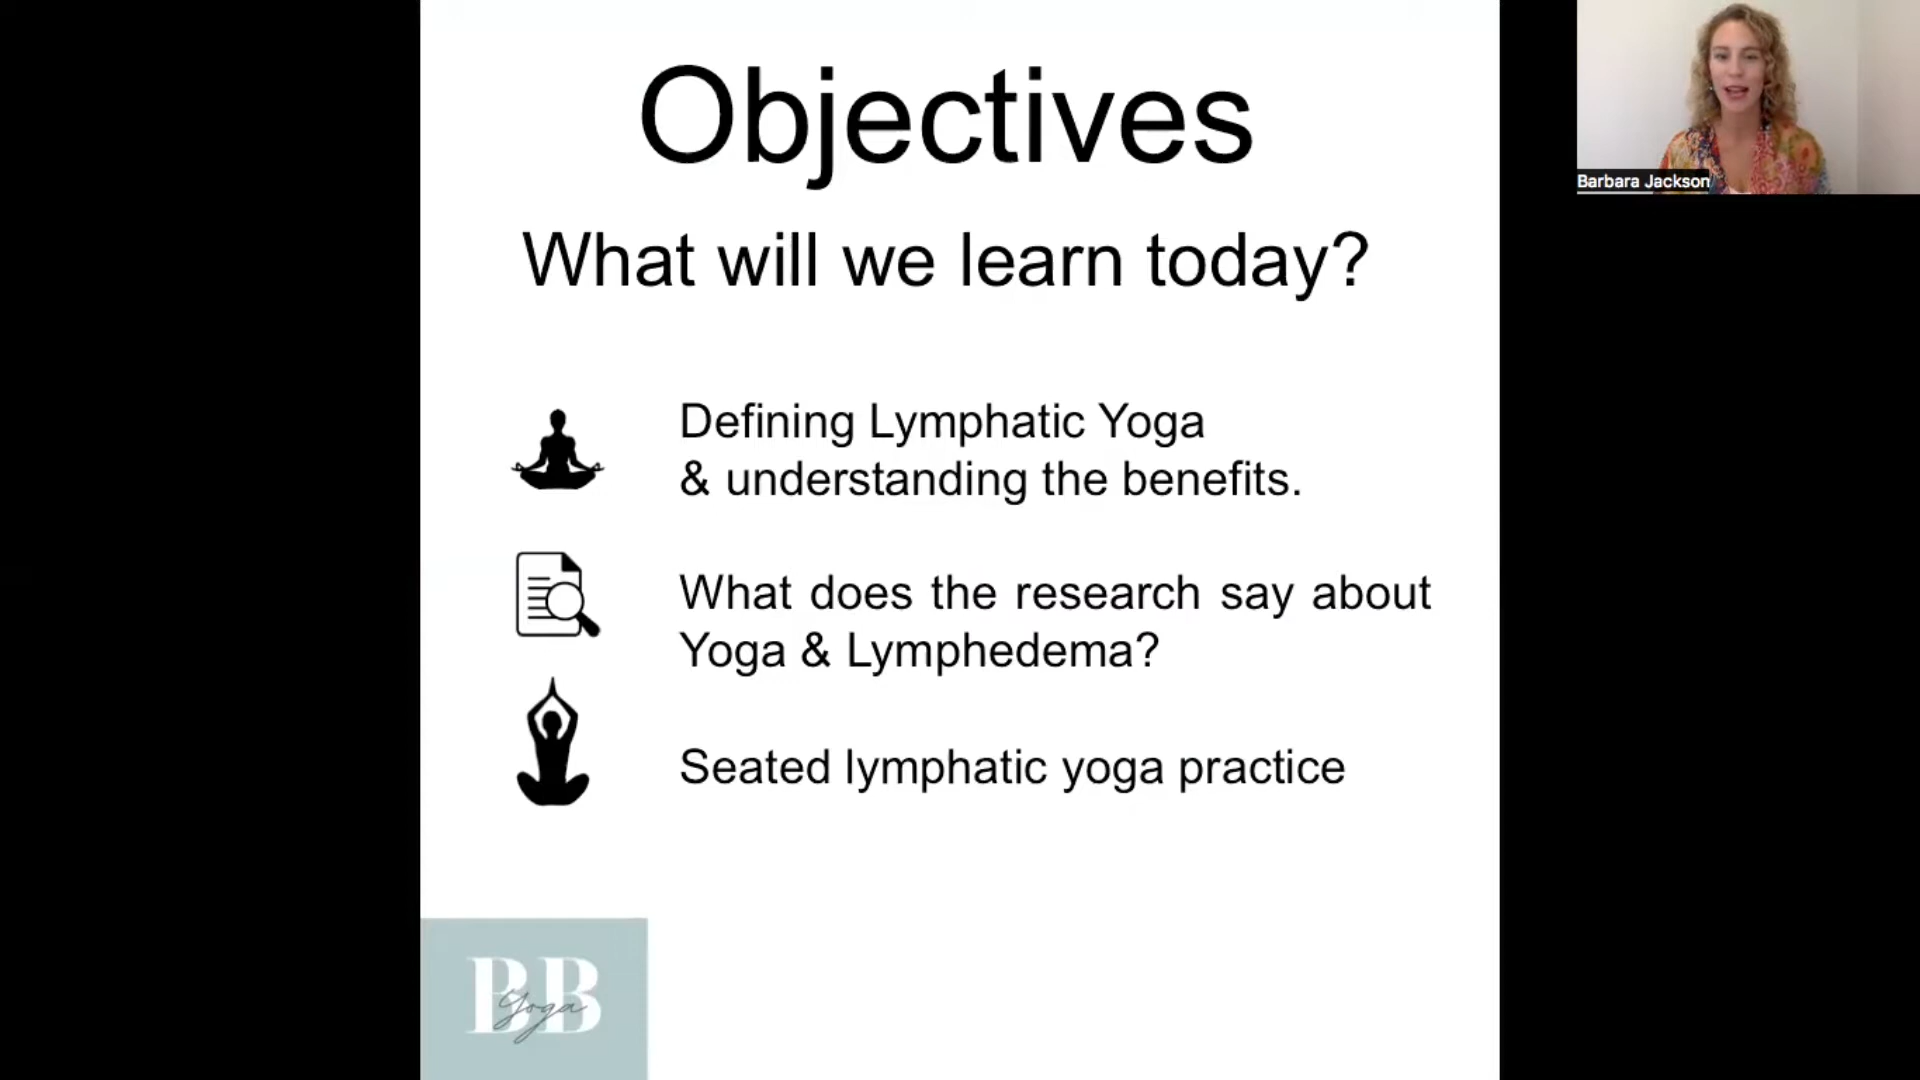 Objectives
What will we learn today?
Defining Lymphatic Yoga
& understanding the benefits.
What does the research say about
Yoga & Lymphedema?
Seated lymphatic yoga practice
BB
Yoga
Barbara Jackson